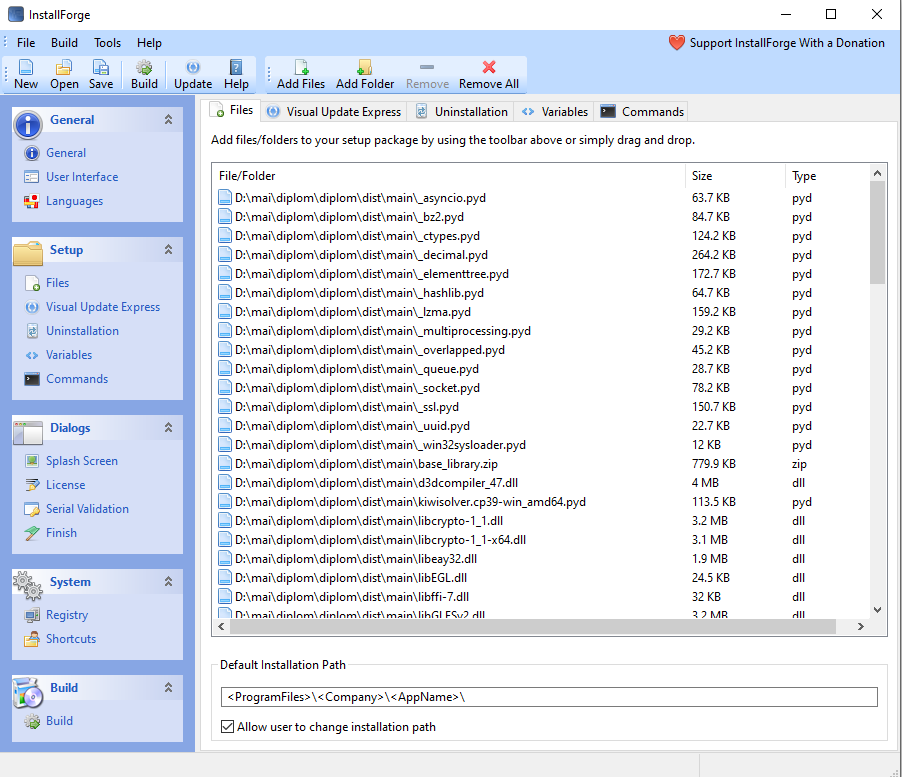 InstallForge
File Build Tools Help Support InstallForge With a Donation
New Open Save Build Update Help Add Files Add Folder Remove Remove All
General
General
User Interface
Languages
Setup
Files
Visual Update Express
Uninstallation
Variables
Commands
Dialogs
Splash Screen
License
Serial Validation
Finish
System
Registry
Shortcuts
Build
Build
Files Visual Update Express Uninstallation Variables Commands
Add files/folders to your setup package by using the toolbar above or simply drag and drop.
File/Folder Size Type
D:\mai\diplom\diplom\dist\main\_asyncio.pyd 63.7 KB pyd
D:\mai\diplom\diplom\dist\main\_bz2.pyd 84.7 KB pyd
D:\mai\diplom\diplom\dist\main\_ctypes.pyd 124.2 KB pyd
D:\mai\diplom\diplom\dist\main\_decimal.pyd 264.2 KB pyd
D:\mai\diplom\diplom\dist\main\_elementtree.pyd 172.7 KB pyd
D:\mai\diplom\diplom\dist\main\_hashlib.pyd 64.7 KB pyd
D:\mai\diplom\diplom\dist\main\_lzma.pyd 159.2 KB pyd
D:\mai\diplom\diplom\dist\main\_multiprocessing.pyd 29.2 KB pyd
D:\mai\diplom\diplom\dist\main\_overlapped.pyd 45.2 KB pyd
D:\mai\diplom\diplom\dist\main\_queue.pyd 28.7 KB pyd
D:\mai\diplom\diplom\dist\main\_socket.pyd 78.2 KB pyd
D:\mai\diplom\diplom\dist\main\_ssl.pyd 150.7 KB pyd
D:\mai\diplom\diplom\dist\main\_uuid.pyd 22.7 KB pyd
D:\mai\diplom\diplom\dist\main\_win32sysloader.pyd 12 KB pyd
D:\mai\diplom\diplom\dist\main\base_library.zip 779.9 KB zip
D:\mai\diplom\diplom\dist\main\d3dcompiler_47.dll 4 MB dll
D:\mai\diplom\diplom\dist\main\kiwisolver.cp39-win_amd64.pyd 113.5 KB pyd
D:\mai\diplom\diplom\dist\main\libcrypto-1_1.dll 3.2 MB dll
D:\mai\diplom\diplom\dist\main\libcrypto-1_1-x64.dll 3.1 MB dll
D:\mai\diplom\diplom\dist\main\libeay32.dll 1.9 MB dll
D:\mai\diplom\diplom\dist\main\libEGL.dll 24.5 KB dll
D:\mai\diplom\diplom\dist\main\libffi-7.dll 32 KB dll
D:\mai\diplom\diplom\dist\main\libGLESv2.dll 3.2 MB dll
Default Installation Path
<ProgramFiles>\<Company>\<AppName>\
Allow user to change installation path